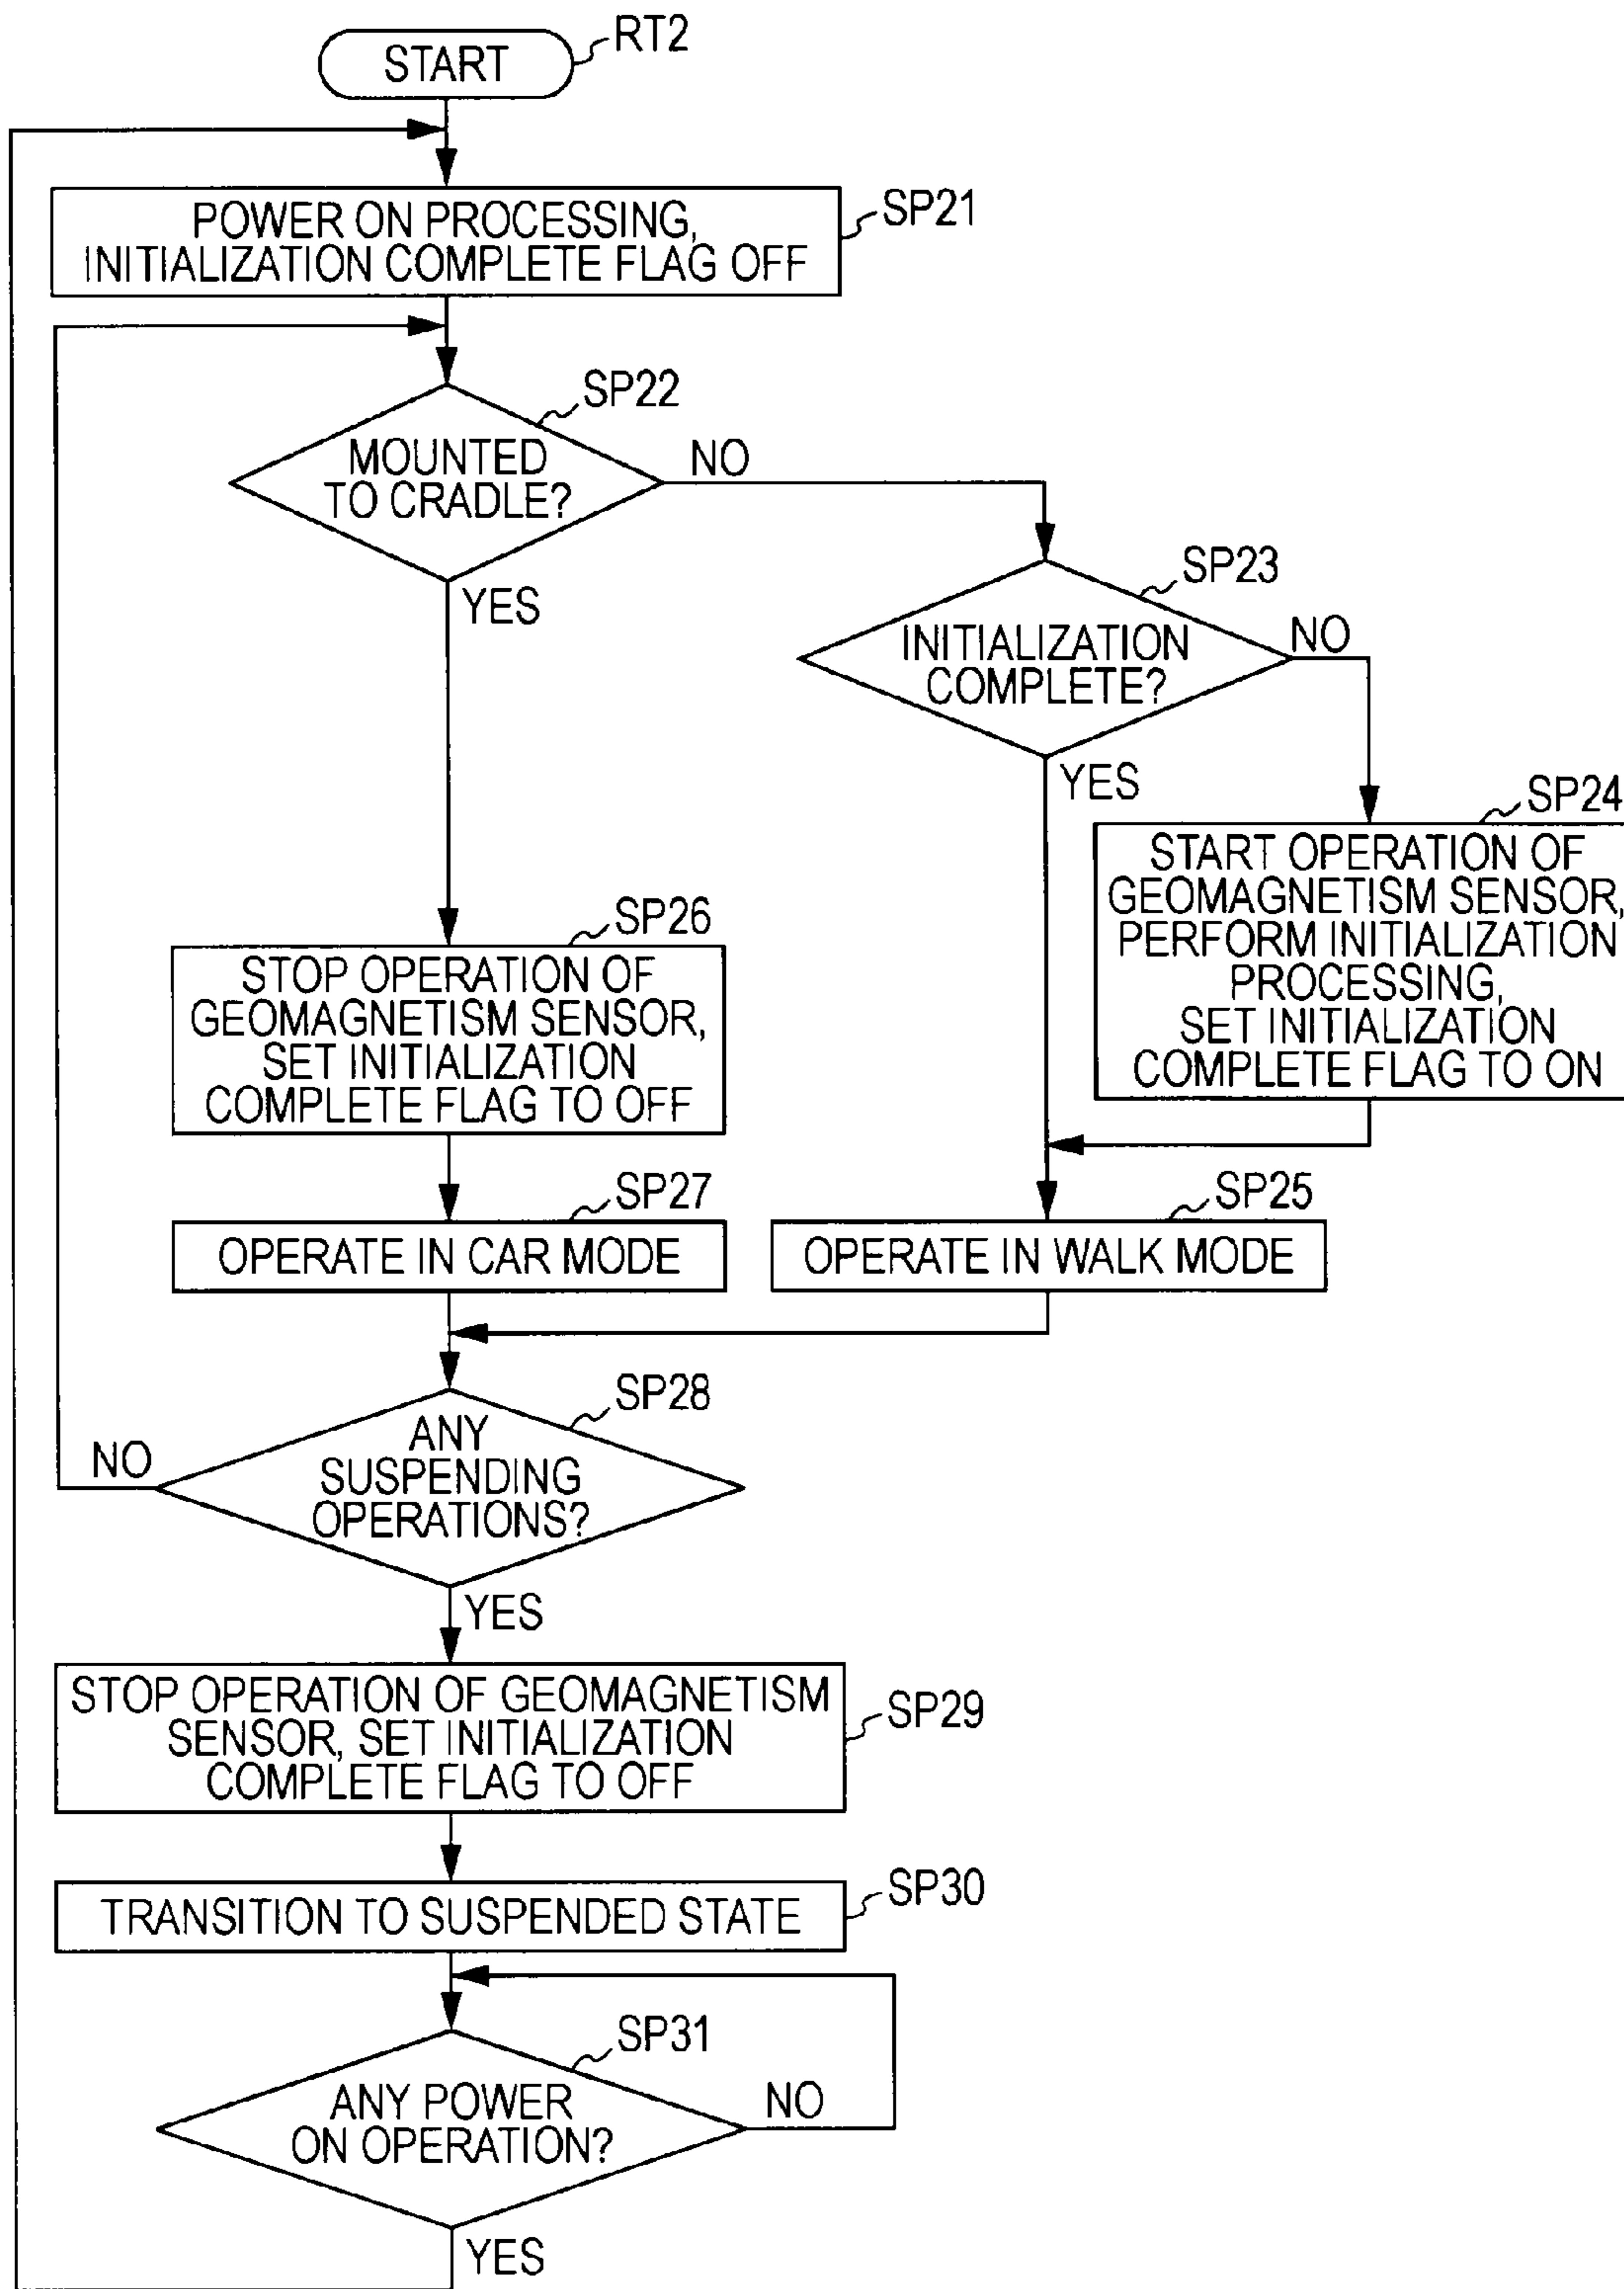 START
RT2
POWER ON PROCESSING,
INITIALIZATION COMPLETE FLAG OFF
SP21
SP22
MOUNTED
TO CRADLE?
NO
YES
SP23
INITIALIZATION
COMPLETE?
NO
YES
SP24
START OPERATION OF
GEOMAGNETISM SENSOR,
PERFORM INITIALIZATION
PROCESSING,
SET INITIALIZATION
COMPLETE FLAG TO ON
SP26
STOP OPERATION OF
GEOMAGNETISM SENSOR,
SET INITIALIZATION
COMPLETE FLAG TO OFF
SP27
OPERATE IN CAR MODE
SP25
OPERATE IN WALK MODE
SP28
ANY
SUSPENDING
OPERATIONS?
NO
YES
STOP OPERATION OF GEOMAGNETISM
SENSOR, SET INITIALIZATION
COMPLETE FLAG TO OFF
SP29
TRANSITION TO SUSPENDED STATE
SP30
SP31
ANY POWER
ON OPERATION?
NO
YES